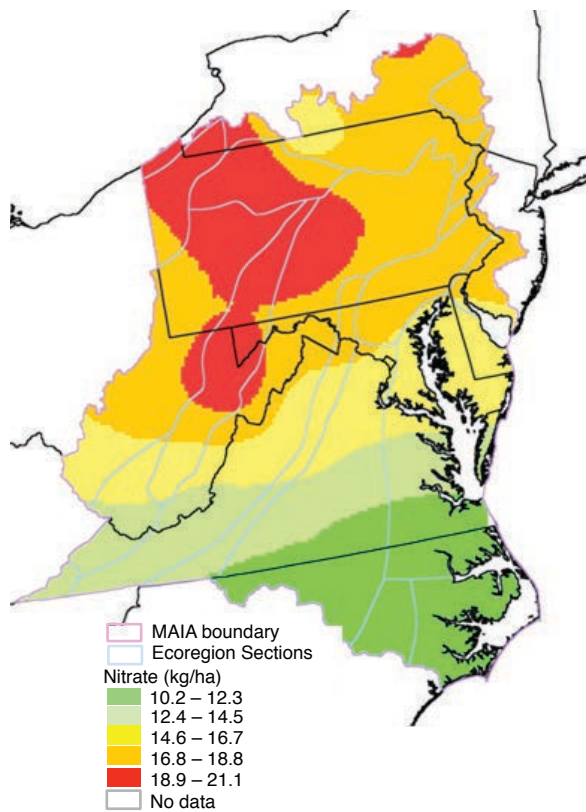 MAIA boundary
Ecoregion Sections
Nitrate (kg/ha)
10.2 – 12.3
12.4 – 14.5
14.6 – 16.7
16.8 – 18.8
18.9 – 21.1
No data